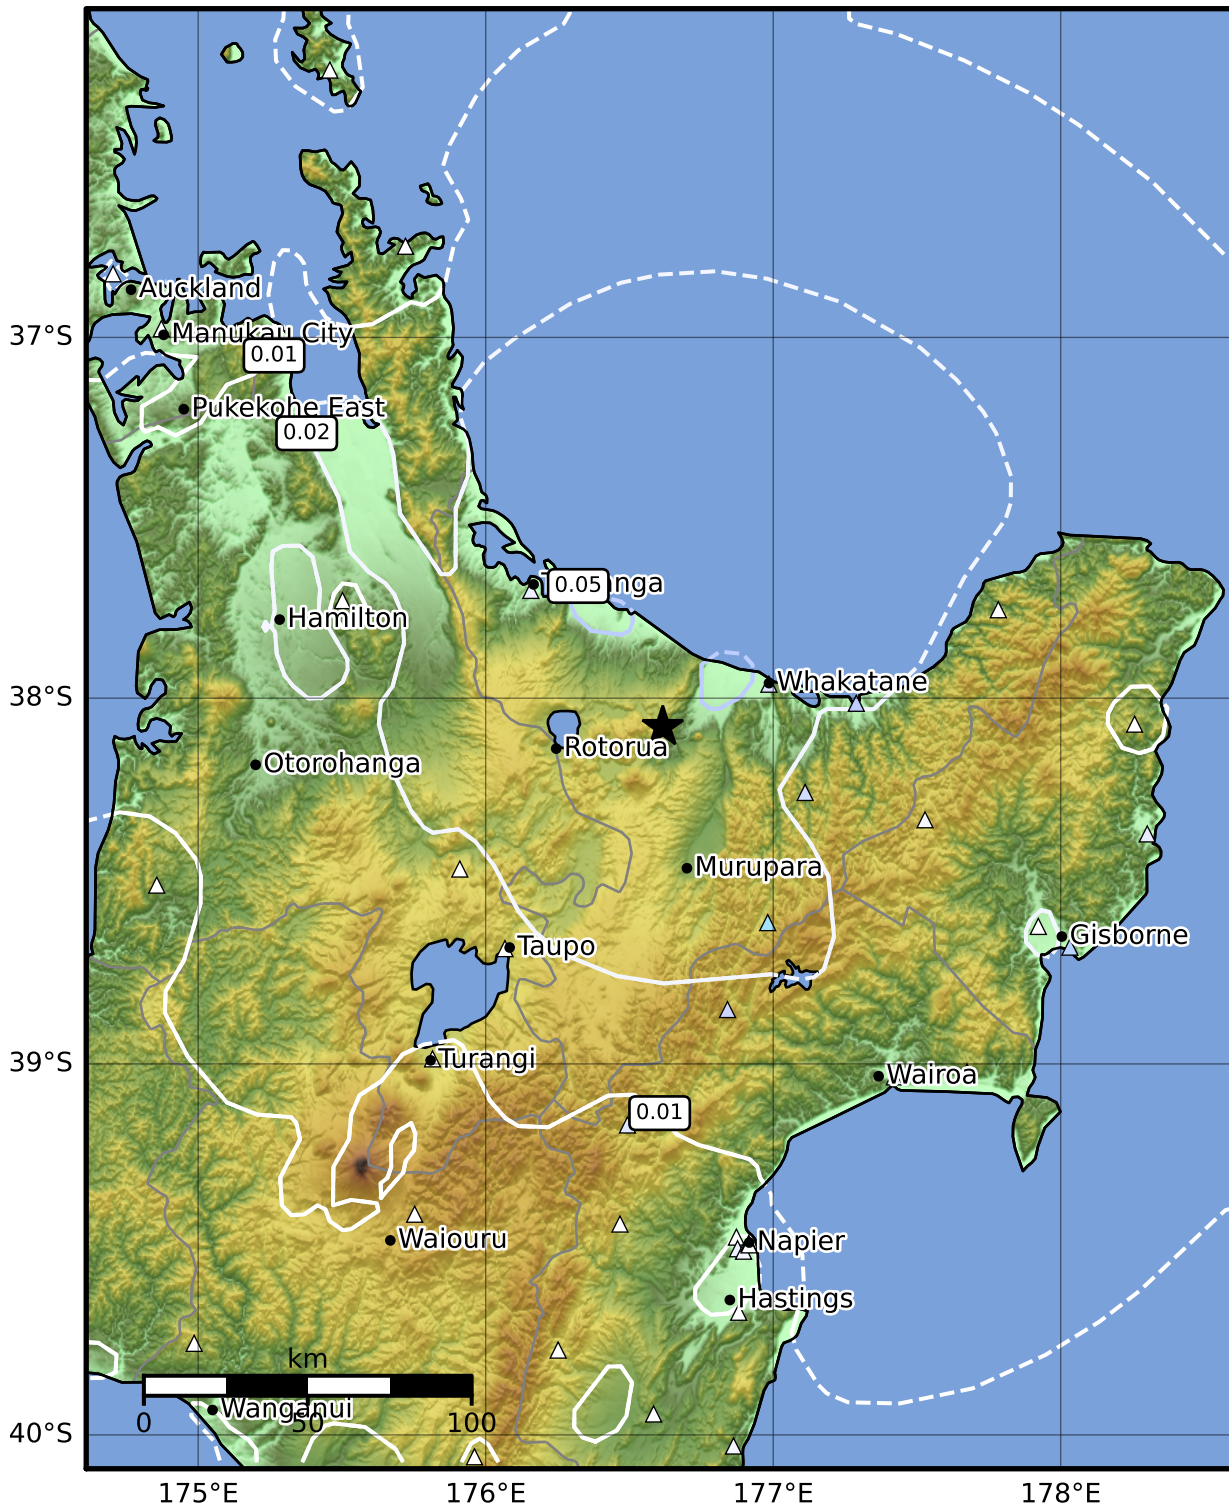 Auckland
Manukau City
37°S
0.01
Pukekohe East
0.02
0.05
Hamilton
Whakatane
38°S
Rotorua
Otorohanga
Murupara
Gisborne
Taupo
39°S
Turangi
Wairoa
0.01
Waiouru
Napier
Hastings
km
Wanganui
0 50 100
40°S
175°E 176°E 177°E 178°E